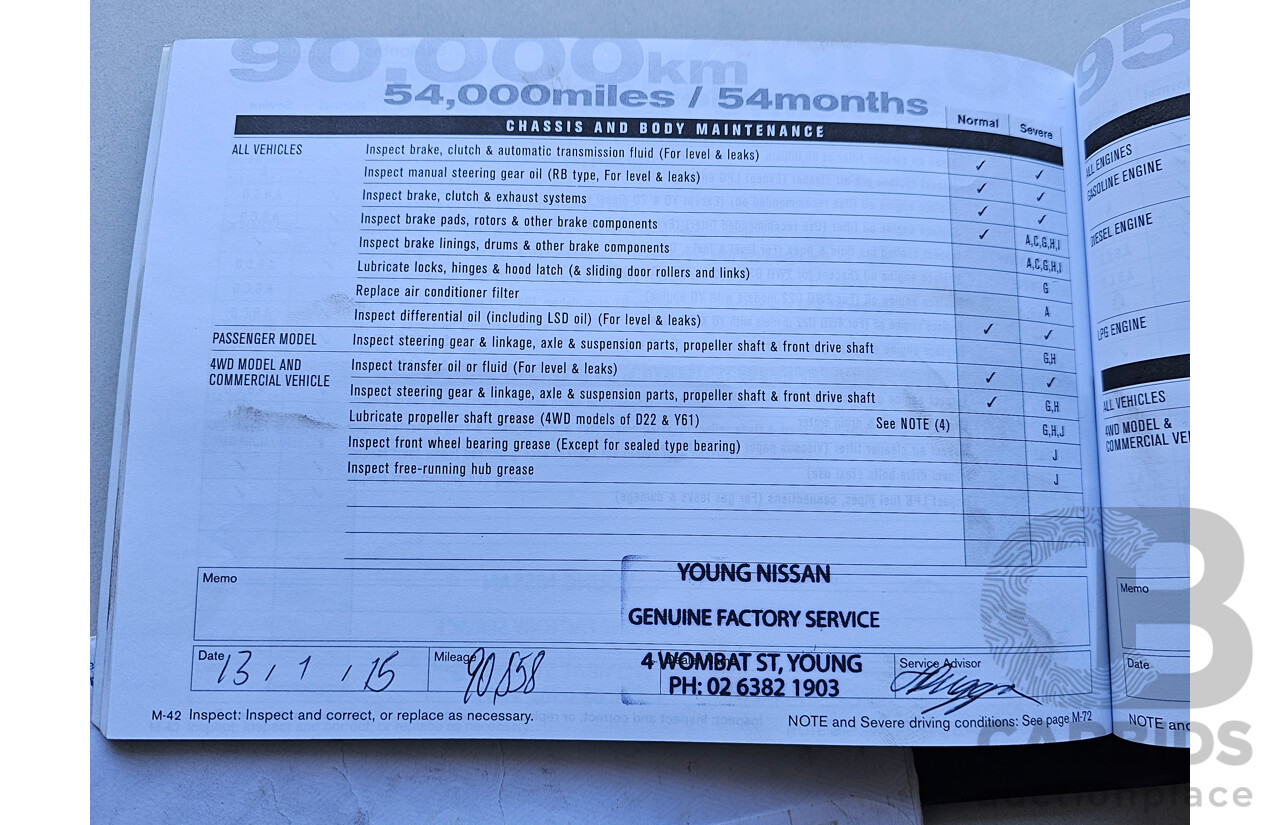 90,000km
54,000miles / 54months
CHASSIS AND BODY MAINTENANCE Normal Severe
ALL VEHICLES Inspect brake, clutch & automatic transmission fluid (For level & leaks) ✓ ✓
Inspect manual steering gear oil (RB type, For level & leaks) ✓ ✓
Inspect brake, clutch & exhaust systems ✓ ✓
Inspect brake pads, rotors & other brake components ✓ A,C,G,H,I
Inspect brake linings, drums & other brake components A,C,G,H,I
Lubricate locks, hinges & hood latch (& sliding door rollers and links) G
Replace air conditioner filter A
Inspect differential oil (including LSD oil) (For level & leaks) ✓ ✓
PASSENGER MODEL Inspect steering gear & linkage, axle & suspension parts, propeller shaft & front drive shaft G,H
4WD MODEL AND Inspect transfer oil or fluid (For level & leaks) ✓ ✓
COMMERCIAL VEHICLE Inspect steering gear & linkage, axle & suspension parts, propeller shaft & front drive shaft ✓ G,H
Lubricate propeller shaft grease (4WD models of D22 & Y61) See NOTE (4) G,H,J
Inspect front wheel bearing grease (Except for sealed type bearing) J
Inspect free-running hub grease J
Memo
YOUNG NISSAN
GENUINE FACTORY SERVICE
4 WOMBAT ST, YOUNG
PH: 02 6382 1903
Date 13 / 1 / 15 Mileage 90,858 Service Advisor
M-42 Inspect: Inspect and correct, or replace as necessary. NOTE and Severe driving conditions: See page M-72
95
ALL ENGINES
GASOLINE ENGINE
DIESEL ENGINE
LPG ENGINE
ALL VEHICLES
4WD MODEL &
COMMERCIAL VEH
Memo
Date
NOTE and
CB
CARBIDS
auctionplace